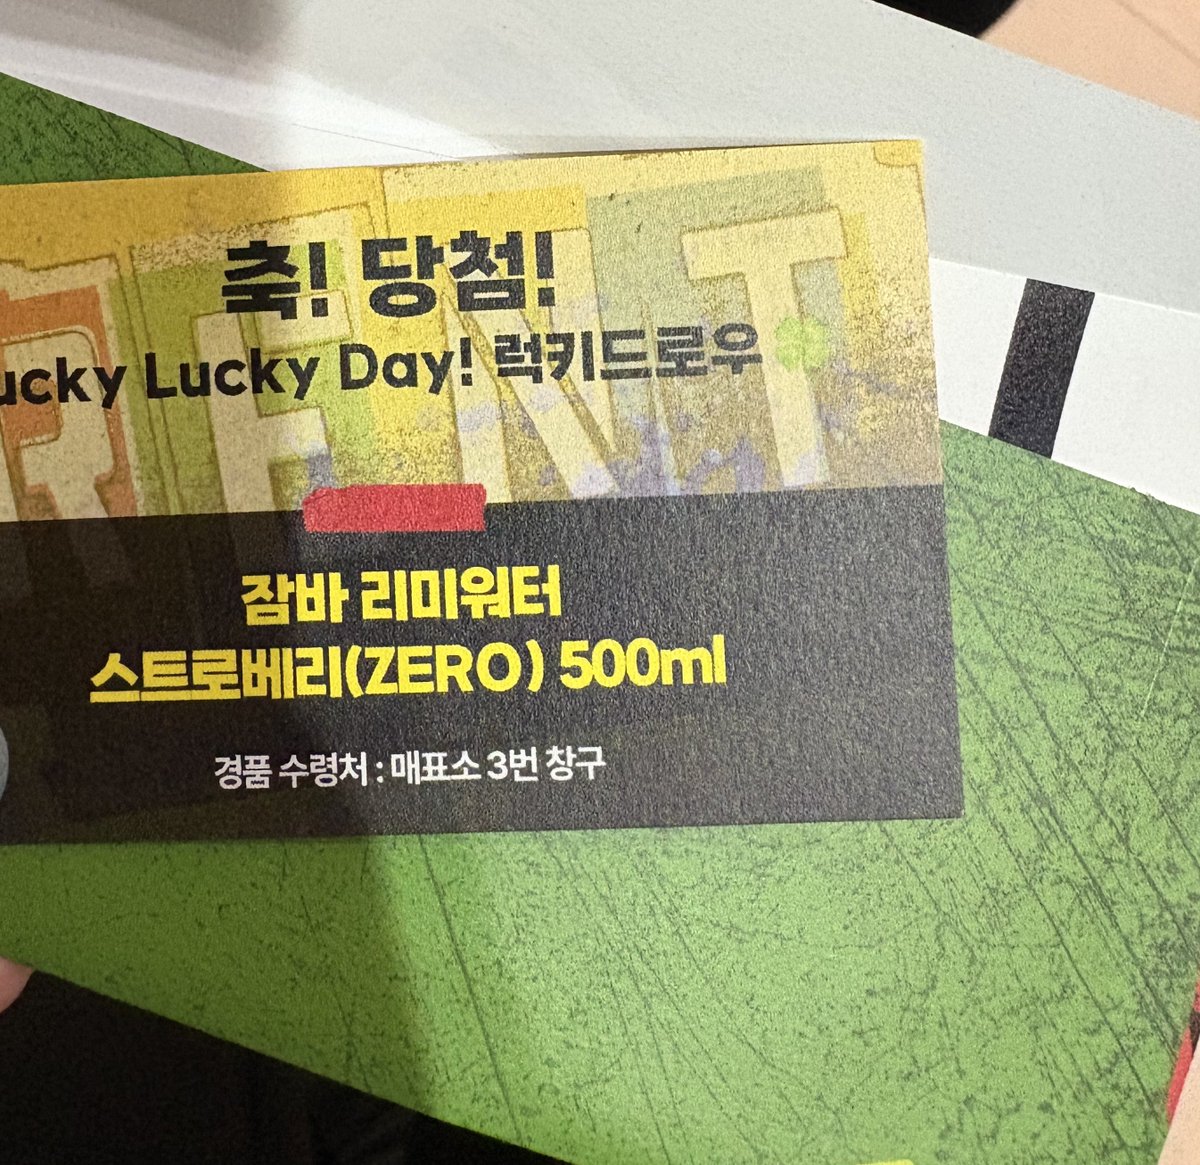 축! 당첨!
Lucky Day! 럭키드로우
잠바 리미워터
스트로베리(ZERO) 500ml
경품 수령처 : 매표소 3번 창구